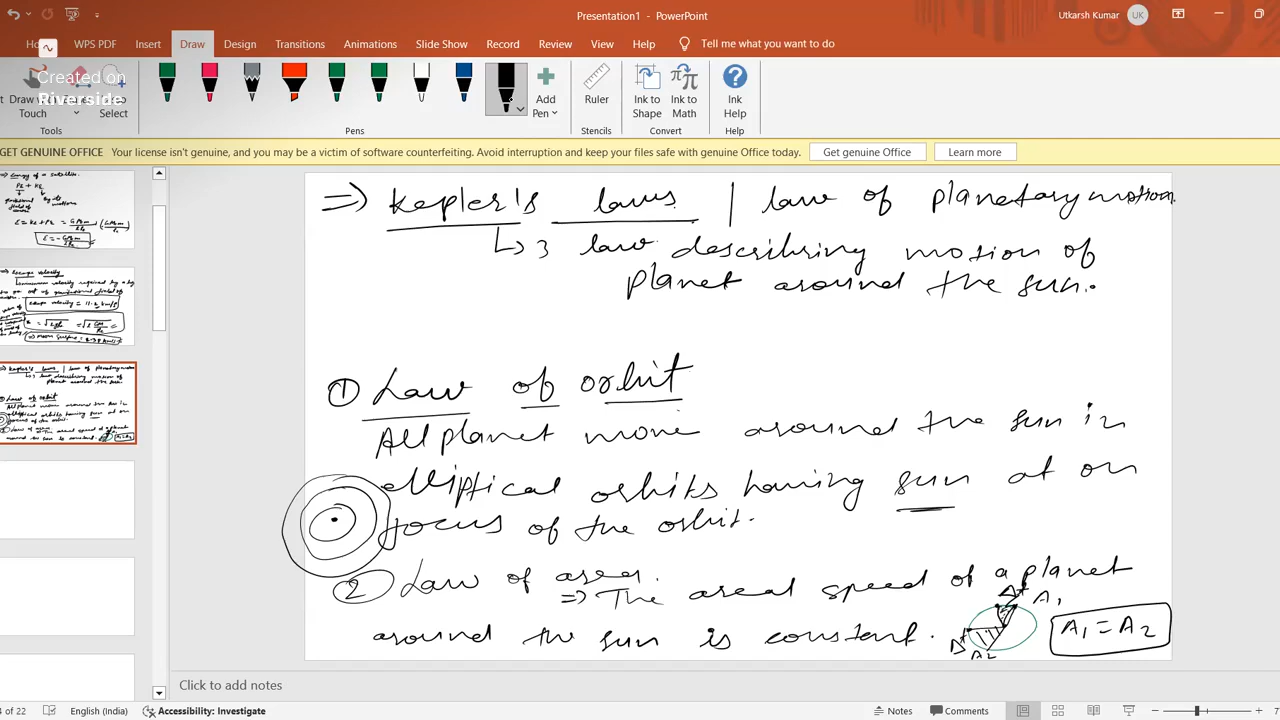 Presentation1 - PowerPoint
Utkarsh Kumar UK
WPS PDF Insert Draw Design Transitions Animations Slide Show Record Review View Help Tell me what you want to do
Created on
Riverside
Draw
Touch
Select
Add
Pen
Ruler
Ink to
Shape
Ink to
Math
Ink
Help
Tools
Pens
Stencils
Convert
Help
GET GENUINE OFFICE Your license isn't genuine, and you may be a victim of software counterfeiting. Avoid interruption and keep your files safe with genuine Office today. Get genuine Office Learn more
⇒ Kepler's laws | law of planetary motion.
↳ 3 law describing motion of
planet around the sun.
① Law of orbit
All planet move around the sun in
elliptical orbits having sun at on
focus of the orbit.
② Law of area.
⇒ The areal speed of a planet
around the sun is constant.
Δt
A1
Δt
A2
A1 = A2
Click to add notes
of 22 English (India) Accessibility: Investigate Notes Comments